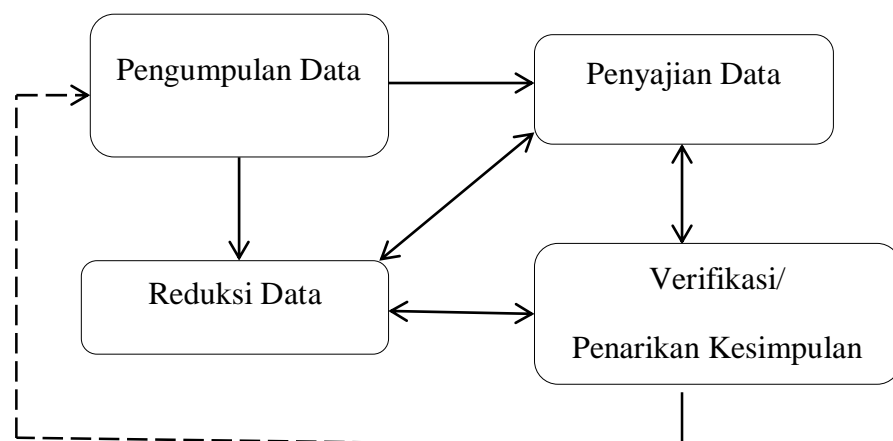 Pengumpulan Data
Penyajian Data
Reduksi Data
Verifikasi/
Penarikan Kesimpulan